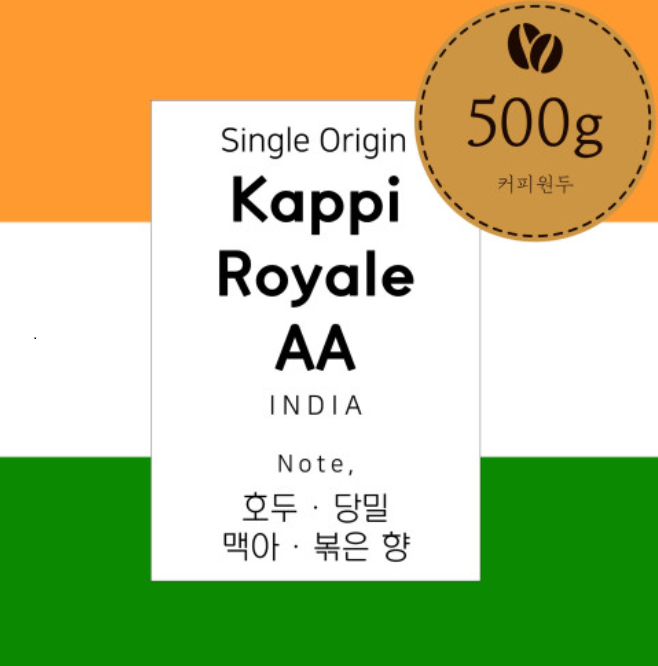 500g
커피원두
Single Origin
Kappi
Royale
AA
INDIA
Note,
호두 · 당밀
맥아 · 볶은 향